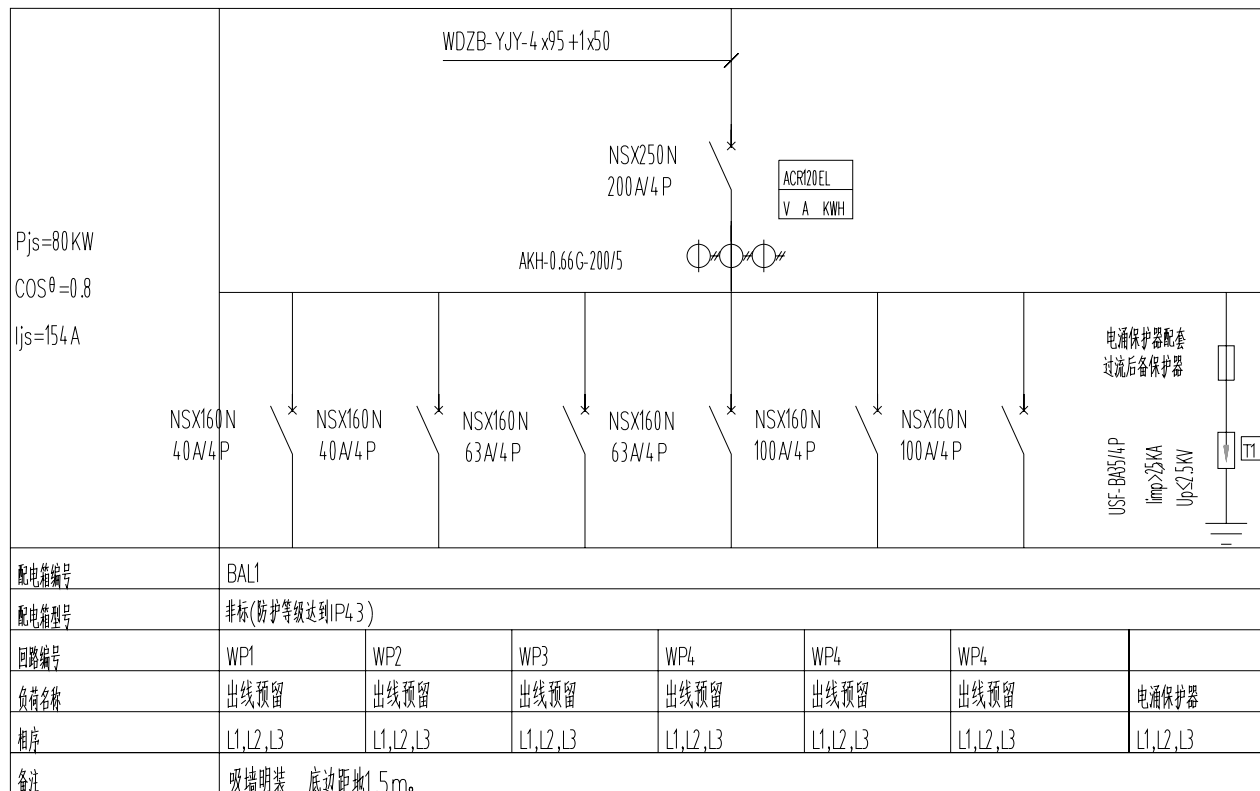 WDZB-YJY-4x95+1x50
NSX250N
200A/4P
ACR120EL
V A KWH
AKH-0.66G-200/5
Pjs=80KW
COSθ=0.8
Ijs=154A
NSX160N
40A/4P
NSX160N
40A/4P
NSX160N
63A/4P
NSX160N
63A/4P
NSX160N
100A/4P
NSX160N
100A/4P
电涌保护器配套
过流后备保护器
USF-BA35/4P
Iimp>25KA
Up≤2.5KV
T1
配电箱编号 BAL1
配电箱型号 非标(防护等级达到IP43)
回路编号 WP1 WP2 WP3 WP4 WP4 WP4
负荷名称 出线预留 出线预留 出线预留 出线预留 出线预留 出线预留 电涌保护器
相序 L1,L2,L3 L1,L2,L3 L1,L2,L3 L1,L2,L3 L1,L2,L3 L1,L2,L3 L1,L2,L3
备注 吸墙明装 底边距地1.5m。